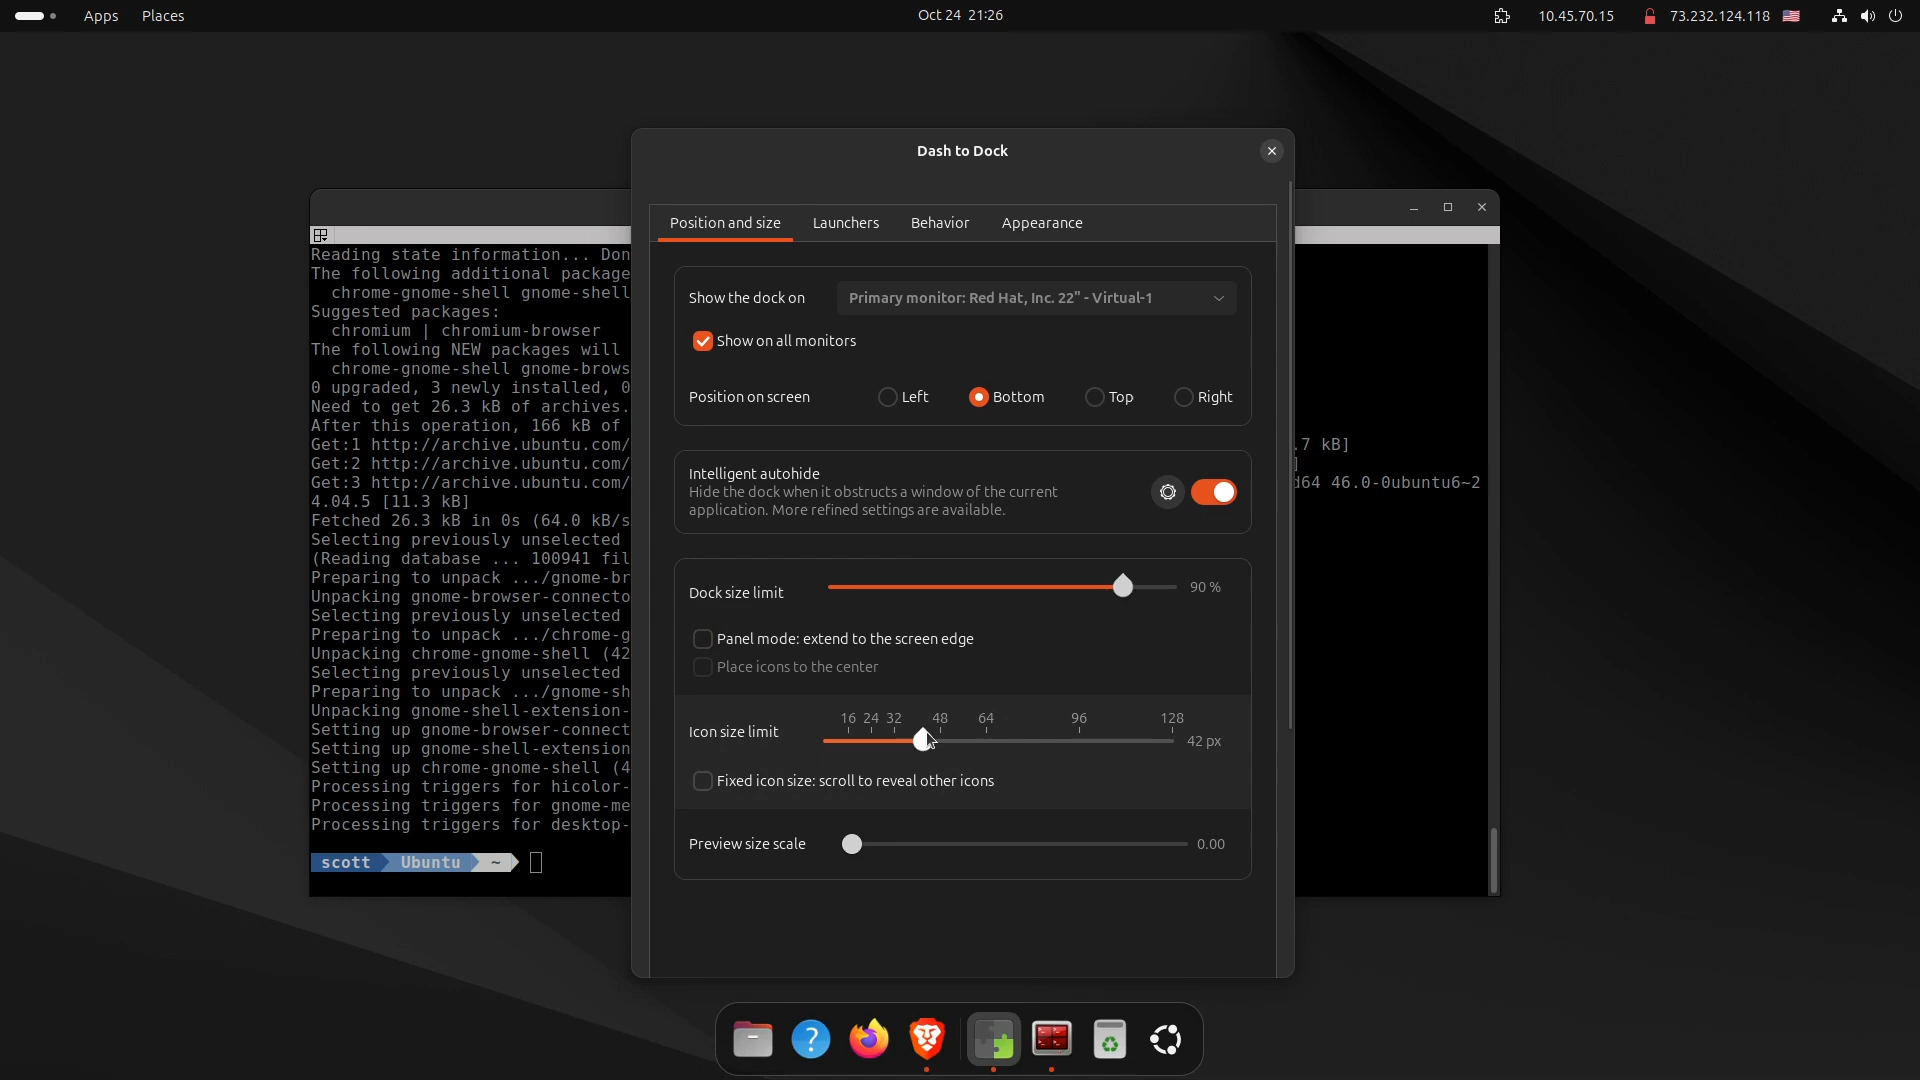 Apps Places Oct 24 21:26 10.45.70.15 73.232.124.118
Dash to Dock
Position and size Launchers Behavior Appearance
Show the dock on Primary monitor: Red Hat, Inc. 22" - Virtual-1
Show on all monitors
Position on screen Left Bottom Top Right
Intelligent autohide
Hide the dock when it obstructs a window of the current
application. More refined settings are available.
Dock size limit 90 %
Panel mode: extend to the screen edge
Place icons to the center
16 24 32 48 64 96 128
Icon size limit 42 px
Fixed icon size: scroll to reveal other icons
Preview size scale 0.00
Reading state information... Don
The following additional package
chrome-gnome-shell gnome-shell
Suggested packages:
chromium | chromium-browser
The following NEW packages will
chrome-gnome-shell gnome-brows
0 upgraded, 3 newly installed, 0
Need to get 26.3 kB of archives.
After this operation, 166 kB of
Get:1 http://archive.ubuntu.com/ .7 kB]
Get:2 http://archive.ubuntu.com/ ]
Get:3 http://archive.ubuntu.com/ d64 46.0-0ubuntu6~2
4.04.5 [11.3 kB]
Fetched 26.3 kB in 0s (64.0 kB/s
Selecting previously unselected
(Reading database ... 100941 fil
Preparing to unpack .../gnome-br
Unpacking gnome-browser-connecto
Selecting previously unselected
Preparing to unpack .../chrome-g
Unpacking chrome-gnome-shell (42
Selecting previously unselected
Preparing to unpack .../gnome-sh
Unpacking gnome-shell-extension-
Setting up gnome-browser-connect
Setting up gnome-shell-extension
Setting up chrome-gnome-shell (4
Processing triggers for hicolor-
Processing triggers for gnome-me
Processing triggers for desktop-
scott Ubuntu ~